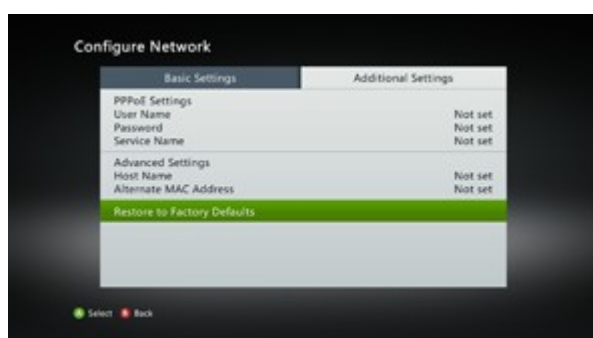 Configure Network
Basic Settings
Additional Settings
PPPoE Settings
User Name Not set
Password Not set
Service Name Not set
Advanced Settings
Host Name Not set
Alternate MAC Address Not set
Restore to Factory Defaults
A Select B Back